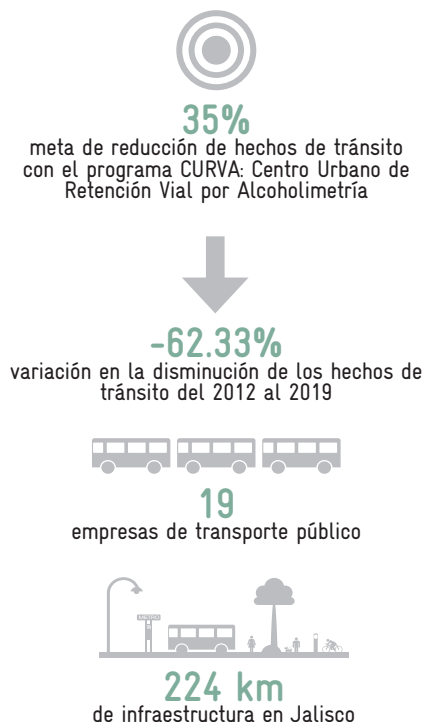 35%
meta de reducción de hechos de tránsito
con el programa CURVA: Centro Urbano de
Retención Vial por Alcoholimetría
-62.33%
variación en la disminución de los hechos de
tránsito del 2012 al 2019
19
empresas de transporte público
224 km
de infraestructura en Jalisco